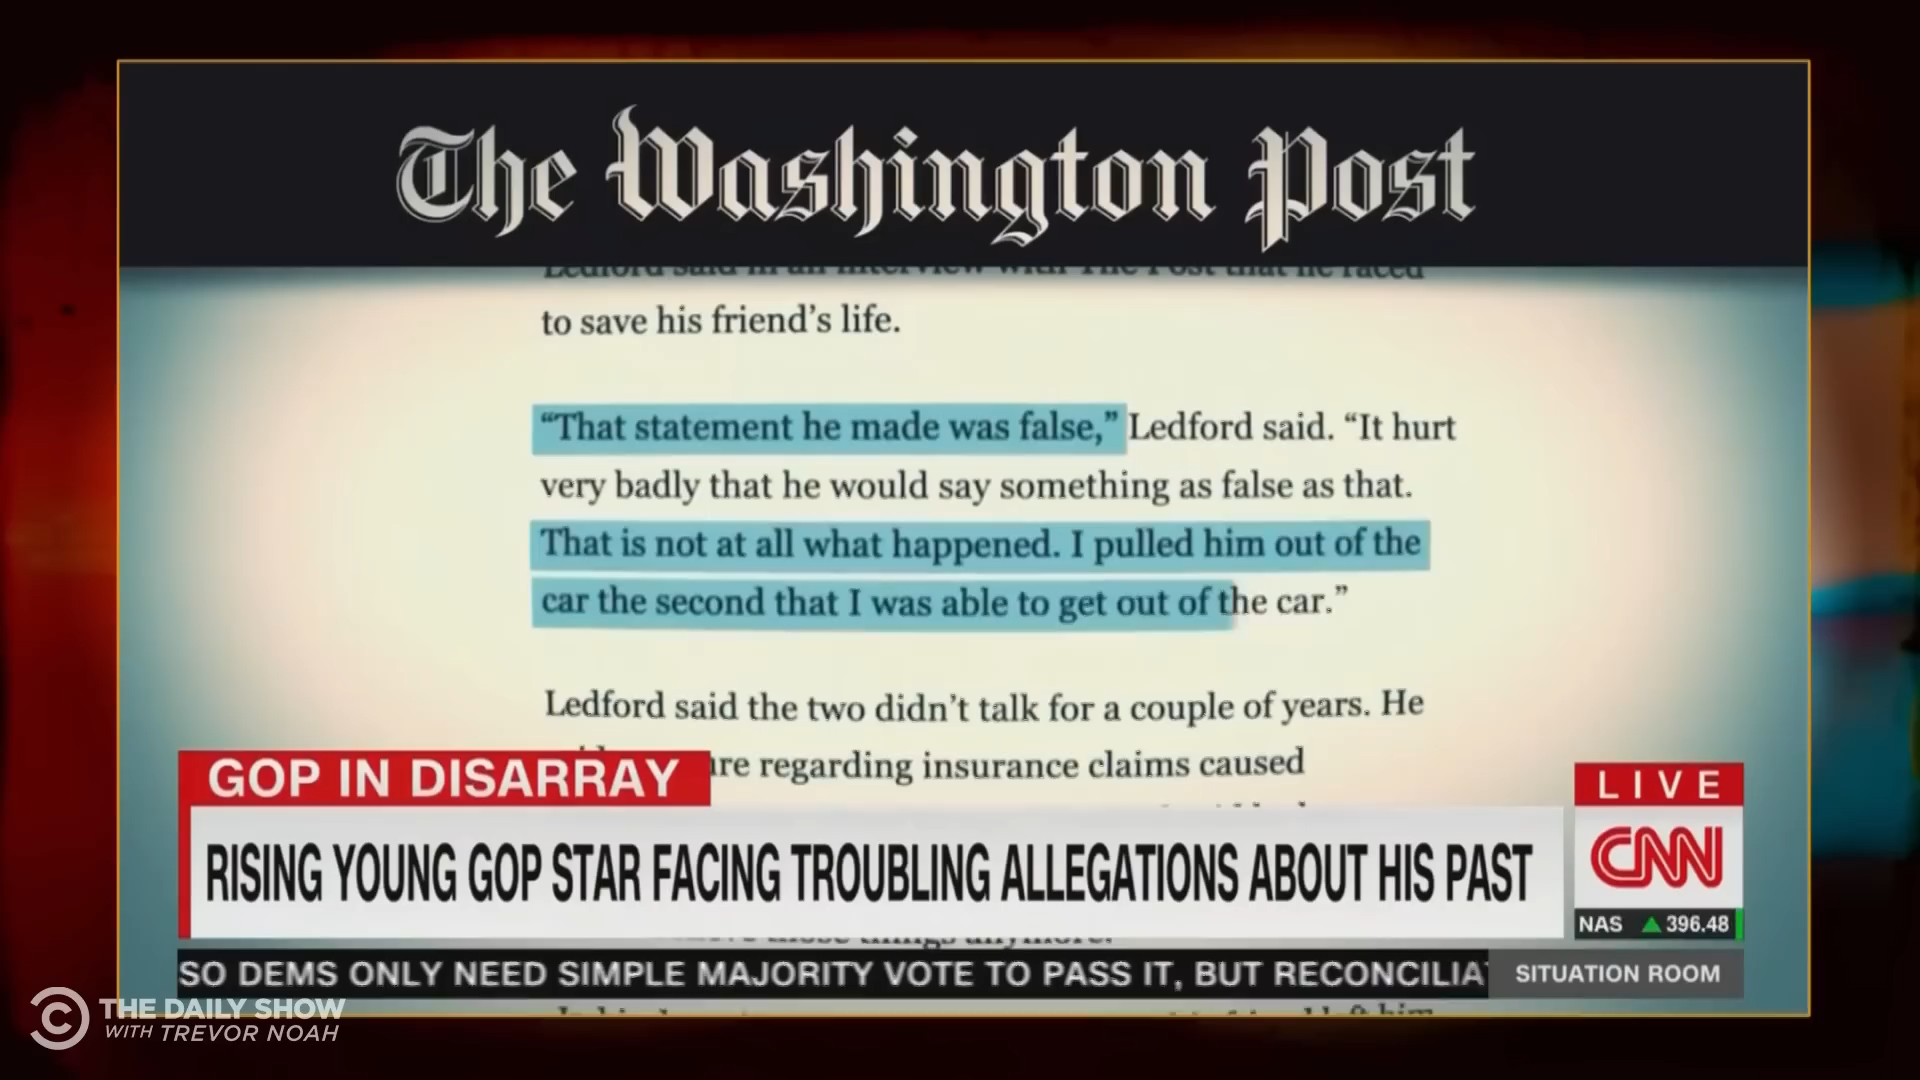 The Washington Post
to save his friend's life.
“That statement he made was false,” Ledford said. “It hurt
very badly that he would say something as false as that.
That is not at all what happened. I pulled him out of the
car the second that I was able to get out of the car.”
Ledford said the two didn't talk for a couple of years. He
regarding insurance claims caused
GOP IN DISARRAY
LIVE
RISING YOUNG GOP STAR FACING TROUBLING ALLEGATIONS ABOUT HIS PAST
CNN
NAS ▲ 396.48
those things anymore.
SO DEMS ONLY NEED SIMPLE MAJORITY VOTE TO PASS IT, BUT RECONCILIA
SITUATION ROOM
THE DAILY SHOW
WITH TREVOR NOAH